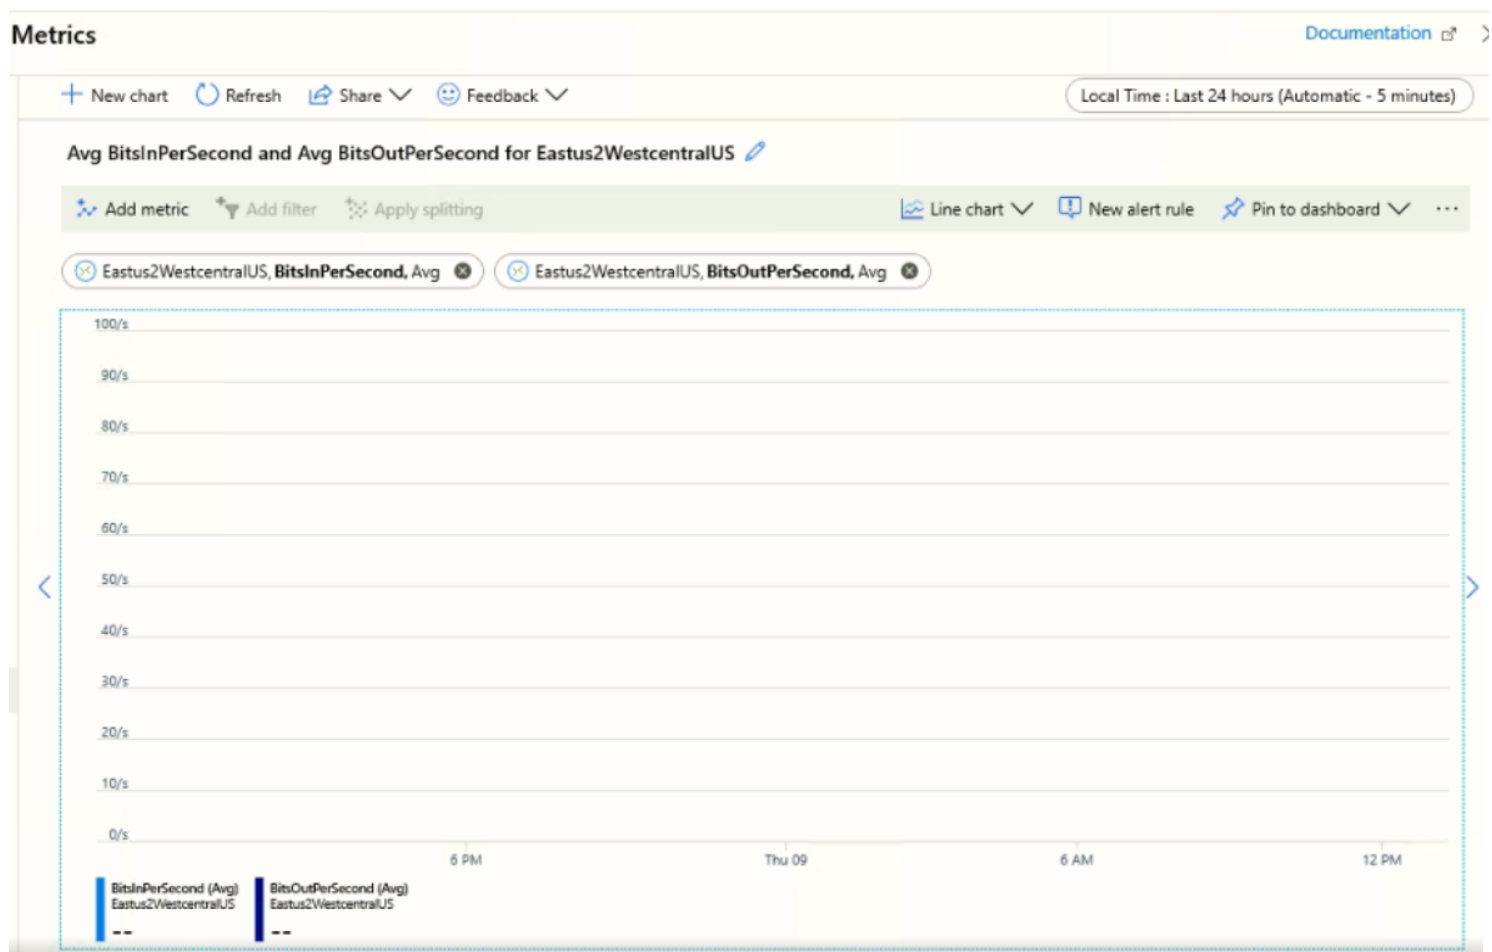 Metrics
Documentation
New chart Refresh Share Feedback
Local Time : Last 24 hours (Automatic - 5 minutes)
Avg BitsInPerSecond and Avg BitsOutPerSecond for Eastus2WestcentralUS
Add metric Add filter Apply splitting
Line chart New alert rule Pin to dashboard ...
Eastus2WestcentralUS, BitsInPerSecond, Avg
Eastus2WestcentralUS, BitsOutPerSecond, Avg
100/s
90/s
80/s
70/s
60/s
50/s
40/s
30/s
20/s
10/s
0/s
6 PM Thu 09 6 AM 12 PM
BitsInPerSecond (Avg)
Eastus2WestcentralUS
--
BitsOutPerSecond (Avg)
Eastus2WestcentralUS
--